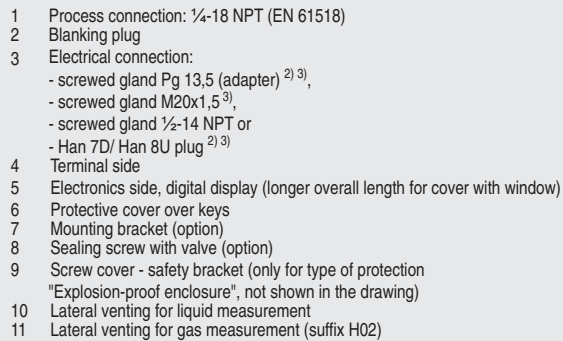 1 Process connection: ¼-18 NPT (EN 61518)
2 Blanking plug
3 Electrical connection:
- screwed gland Pg 13,5 (adapter) 2) 3),
- screwed gland M20x1,5 3),
- screwed gland ½-14 NPT or
- Han 7D/ Han 8U plug 2) 3)
4 Terminal side
5 Electronics side, digital display (longer overall length for cover with window)
6 Protective cover over keys
7 Mounting bracket (option)
8 Sealing screw with valve (option)
9 Screw cover - safety bracket (only for type of protection
"Explosion-proof enclosure", not shown in the drawing)
10 Lateral venting for liquid measurement
11 Lateral venting for gas measurement (suffix H02)